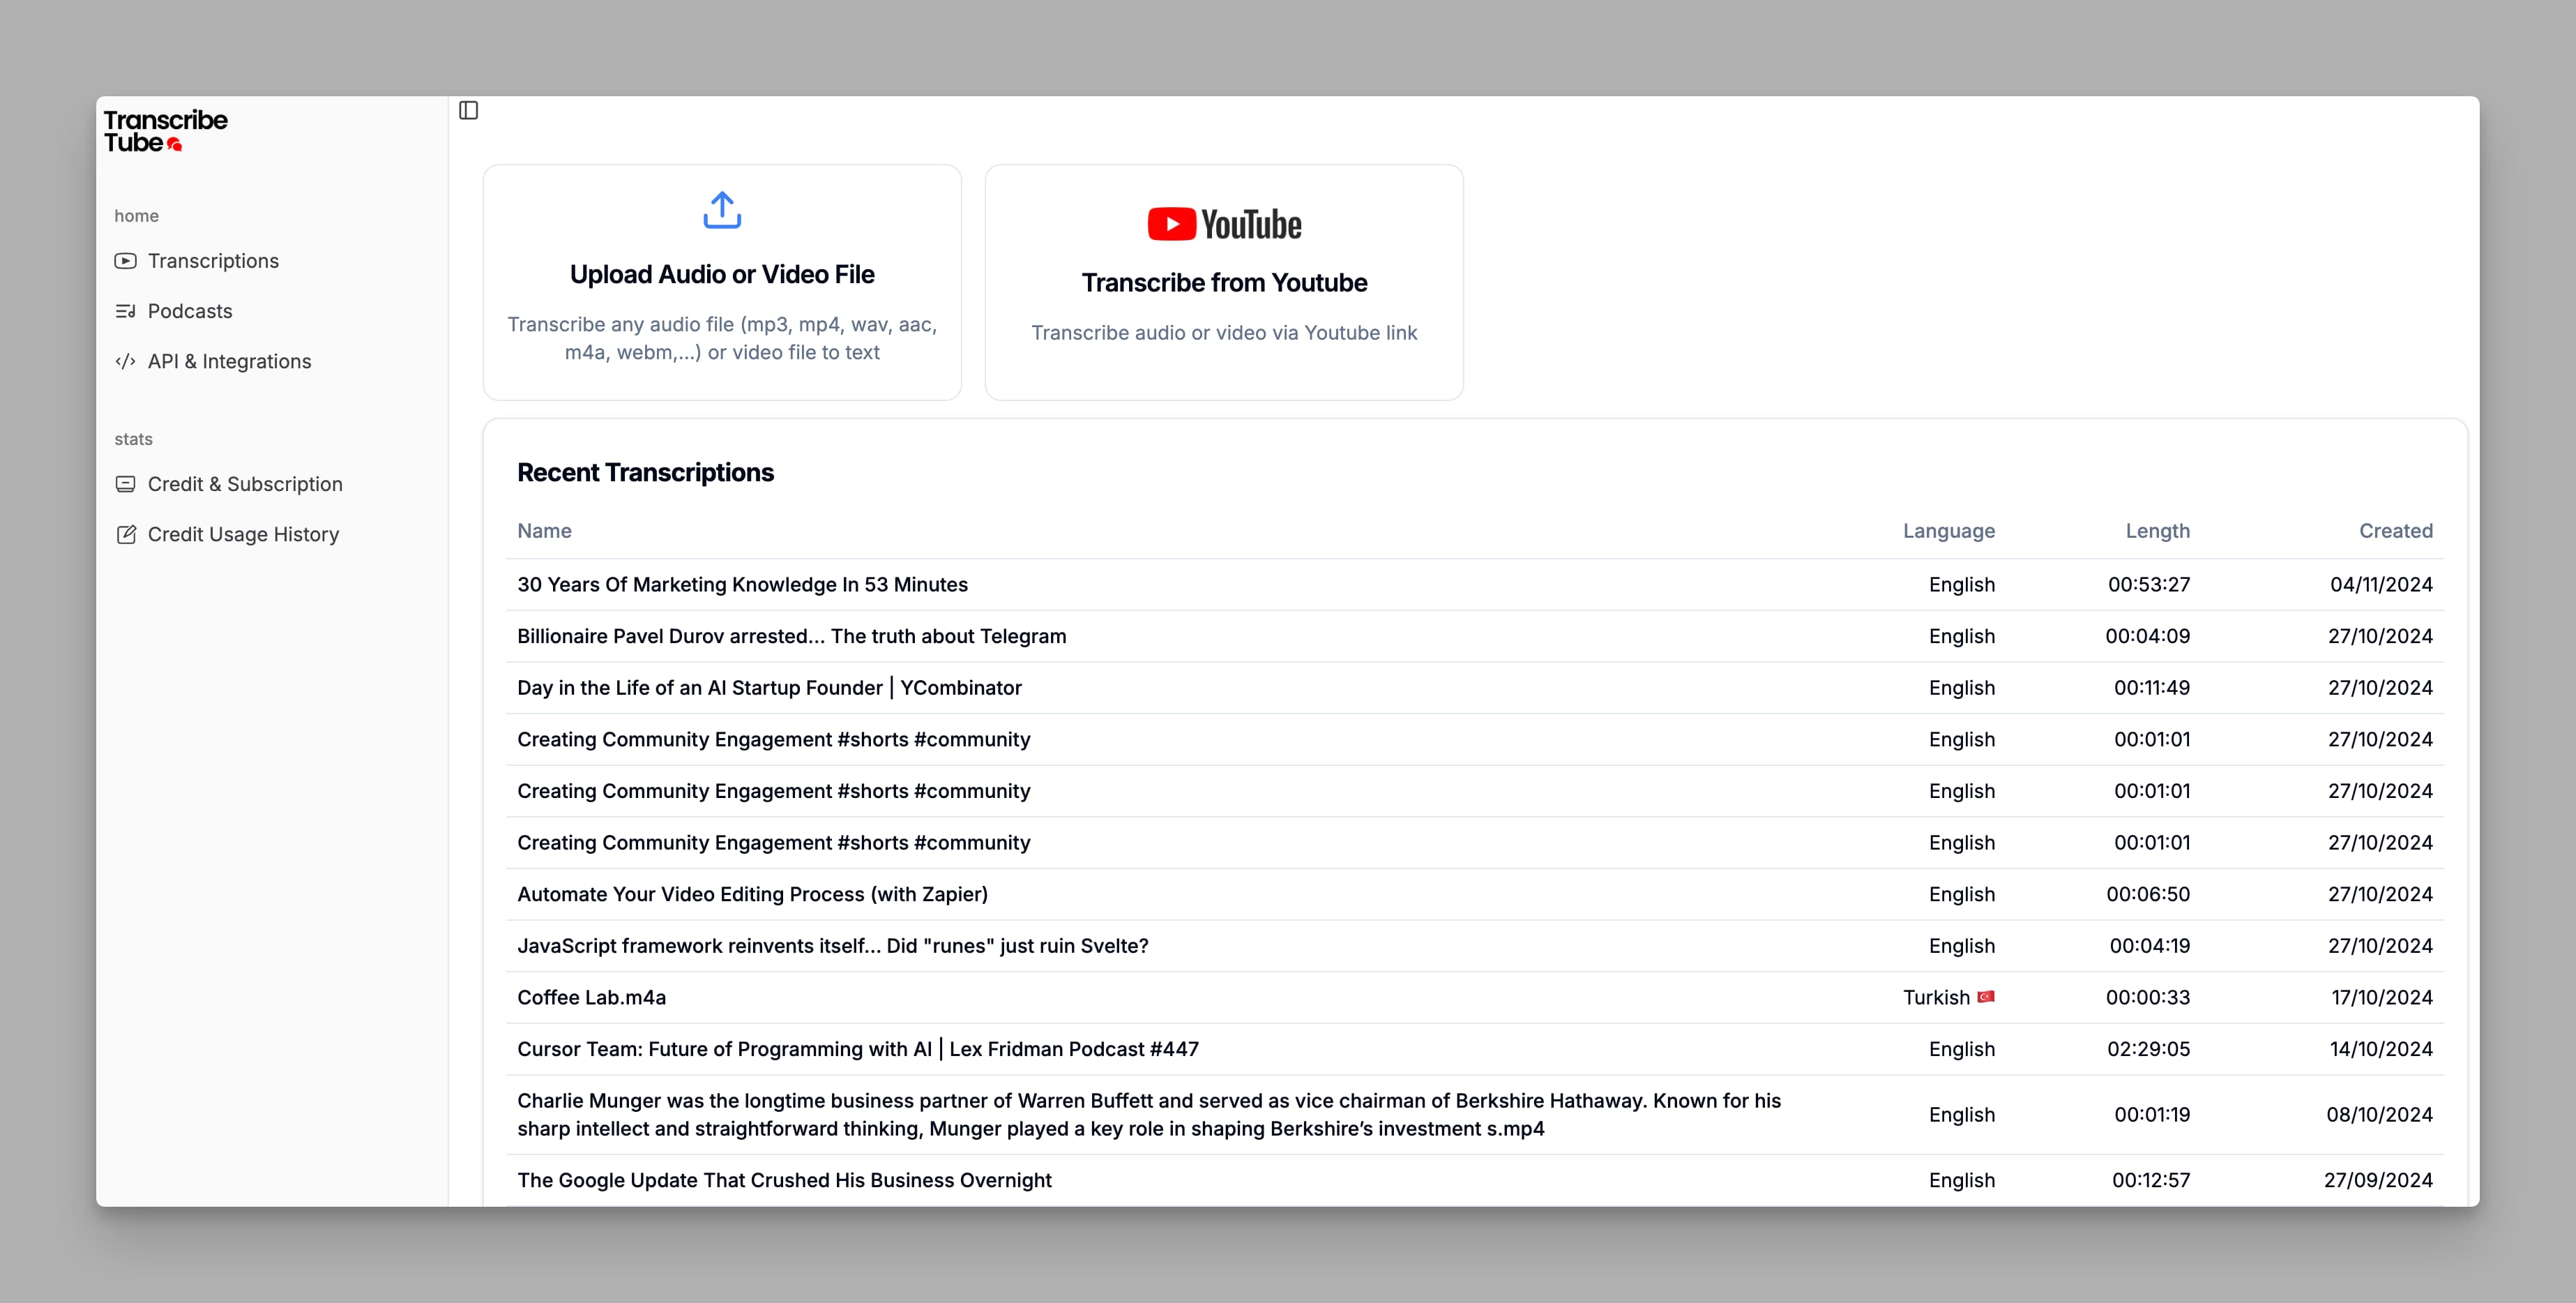 Transcribe
Tube
home
Transcriptions
Podcasts
API & Integrations
stats
Credit & Subscription
Credit Usage History
Upload Audio or Video File
Transcribe any audio file (mp3, mp4, wav, aac,
m4a, webm,...) or video file to text
YouTube
Transcribe from Youtube
Transcribe audio or video via Youtube link
Recent Transcriptions
Name Language Length Created
30 Years Of Marketing Knowledge In 53 Minutes English 00:53:27 04/11/2024
Billionaire Pavel Durov arrested... The truth about Telegram English 00:04:09 27/10/2024
Day in the Life of an AI Startup Founder | YCombinator English 00:11:49 27/10/2024
Creating Community Engagement #shorts #community English 00:01:01 27/10/2024
Creating Community Engagement #shorts #community English 00:01:01 27/10/2024
Creating Community Engagement #shorts #community English 00:01:01 27/10/2024
Automate Your Video Editing Process (with Zapier) English 00:06:50 27/10/2024
JavaScript framework reinvents itself... Did "runes" just ruin Svelte? English 00:04:19 27/10/2024
Coffee Lab.m4a Turkish 🇹🇷 00:00:33 17/10/2024
Cursor Team: Future of Programming with AI | Lex Fridman Podcast #447 English 02:29:05 14/10/2024
Charlie Munger was the longtime business partner of Warren Buffett and served as vice chairman of Berkshire Hathaway. Known for his
sharp intellect and straightforward thinking, Munger played a key role in shaping Berkshire’s investment s.mp4 English 00:01:19 08/10/2024
The Google Update That Crushed His Business Overnight English 00:12:57 27/09/2024